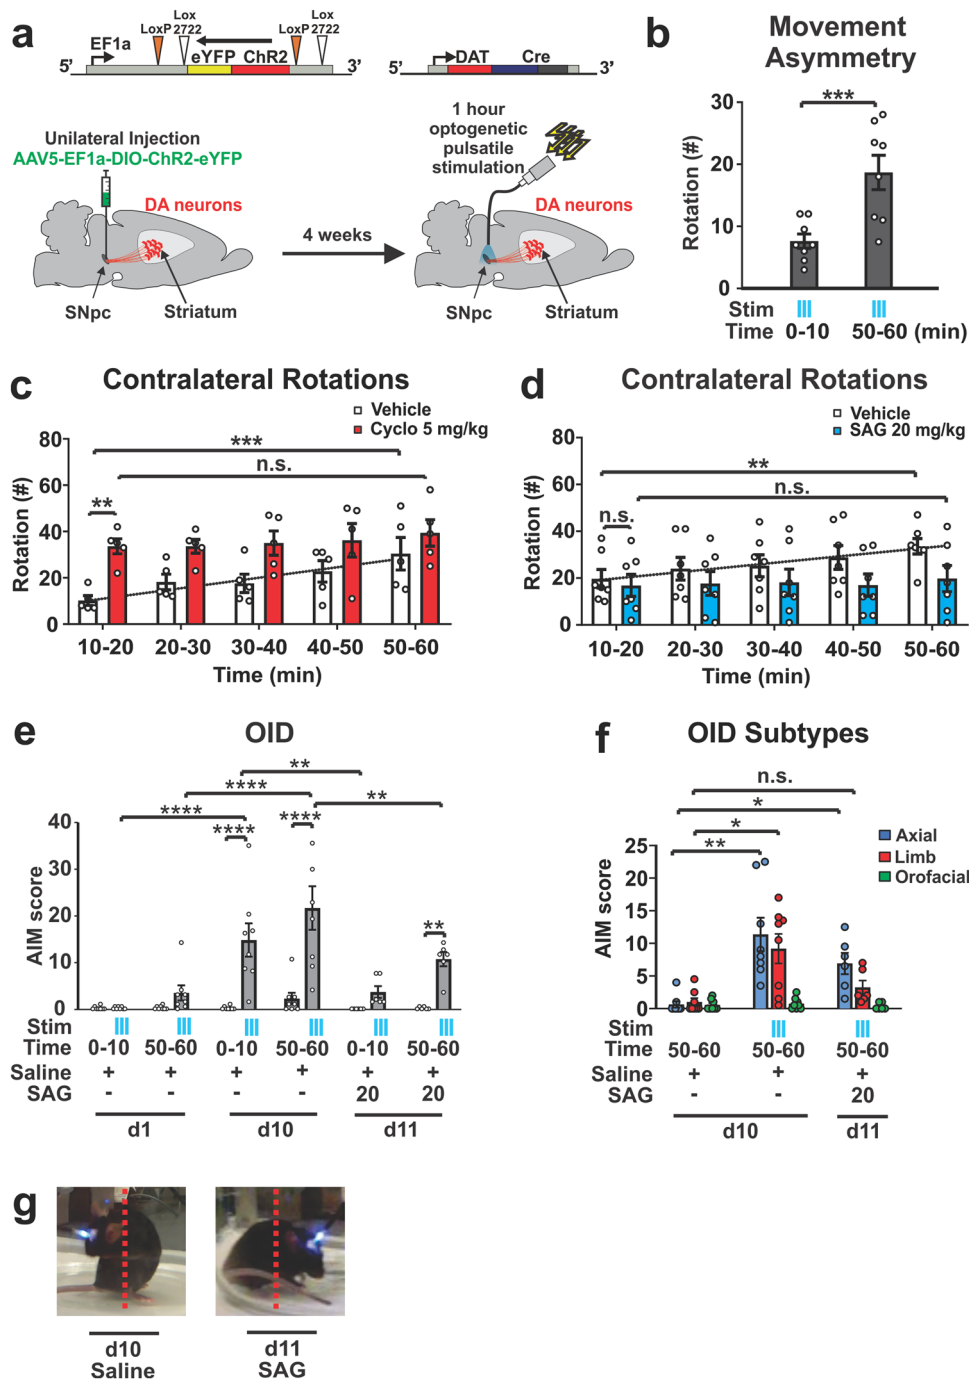 a
LoxP
Lox
2722
LoxP
Lox
2722
EF1a
eYFP
ChR2
5’
3’
DAT
Cre
5’
3’
Unilateral Injection
AAV5-EF1a-DIO-ChR2-eYFP
DA neurons
SNpc
Striatum
4 weeks
1 hour
optogenetic
pulsatile
stimulation
DA neurons
SNpc
Striatum
b
Movement
Asymmetry
***
Rotation (#)
30
20
10
0
Stim
Time 0-10 50-60 (min)
c
Contralateral Rotations
Vehicle
Cyclo 5 mg/kg
***
n.s.
**
Rotation (#)
80
60
40
20
0
10-20 20-30 30-40 40-50 50-60
Time (min)
d
Contralateral Rotations
Vehicle
SAG 20 mg/kg
**
n.s.
n.s.
Rotation (#)
80
60
40
20
0
10-20 20-30 30-40 40-50 50-60
Time (min)
e
OID
**
****
**
****
****
****
**
AIM score
40
30
20
10
0
Stim
Time 0-10 50-60 0-10 50-60 0-10 50-60
Saline + + + + + +
SAG - - - - 20 20
d1 d10 d11
f
OID Subtypes
n.s.
*
*
**
Axial
Limb
Orofacial
AIM score
25
20
15
10
5
0
Stim
Time 50-60 50-60 50-60
Saline + + +
SAG - - 20
d10 d11
g
d10
Saline
d11
SAG